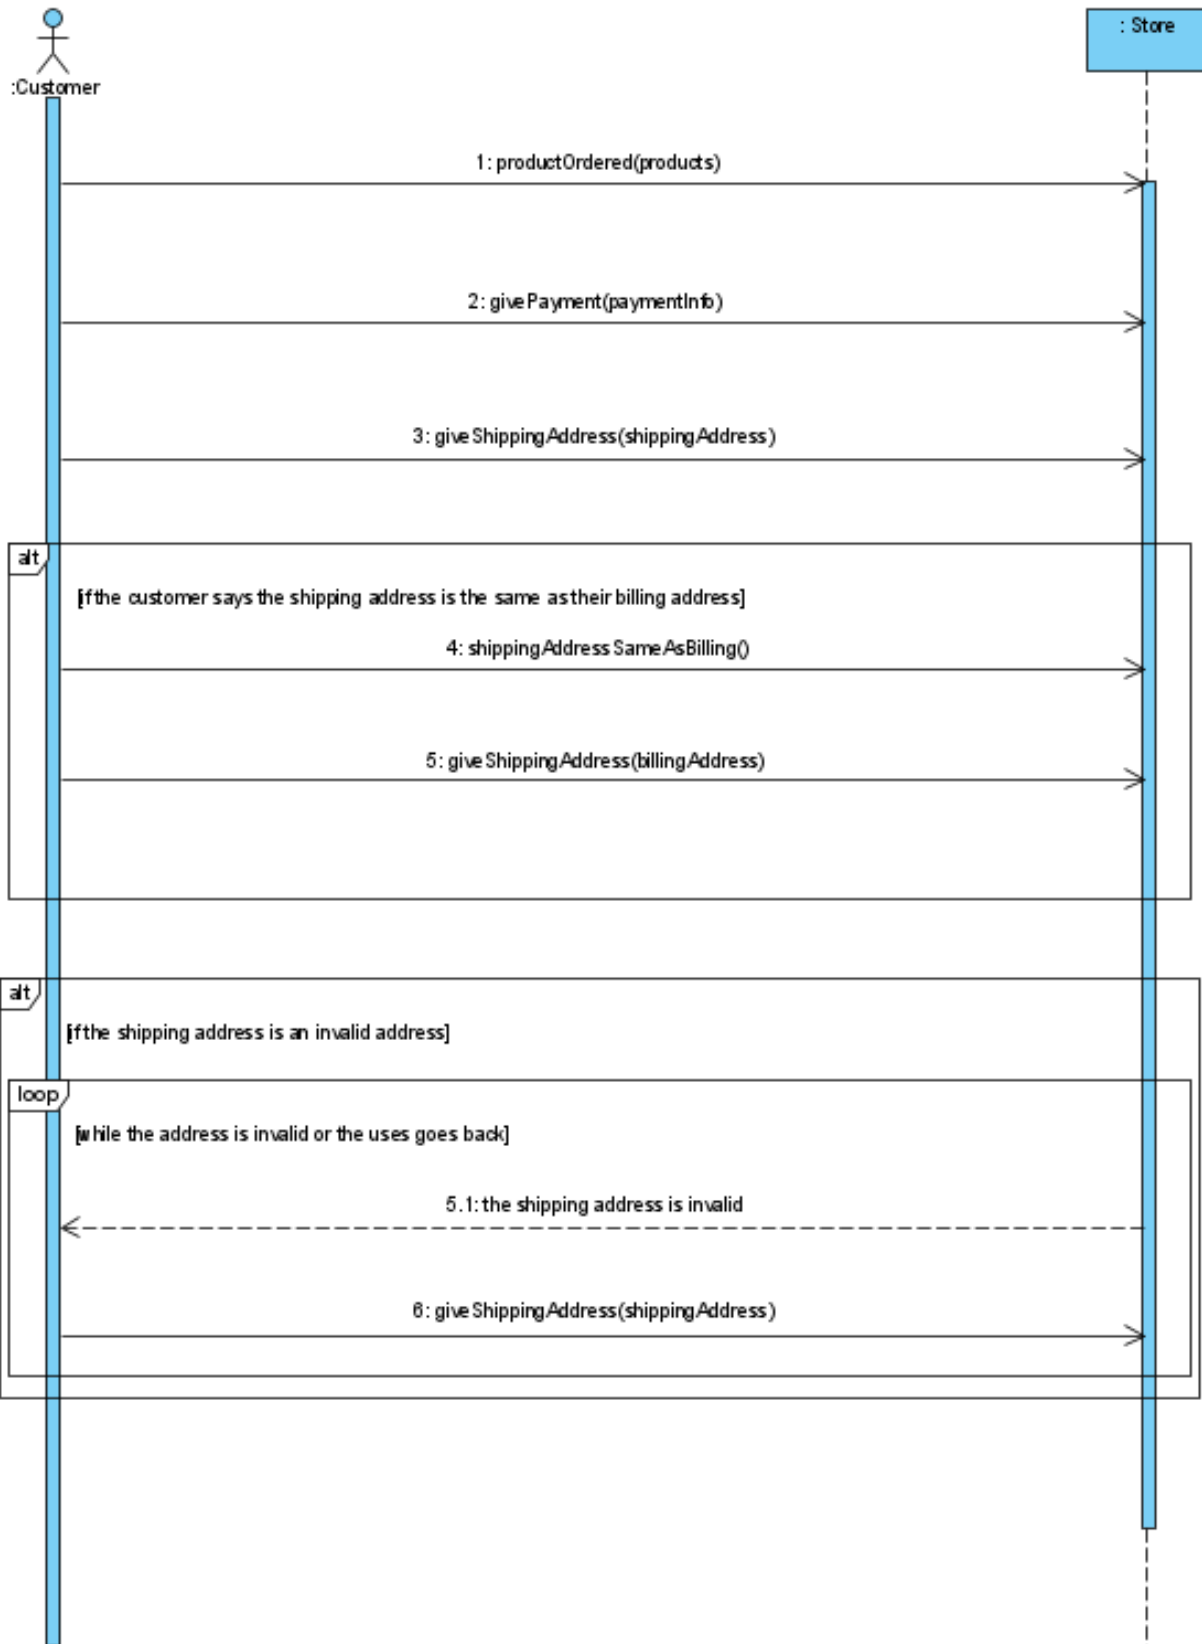 :Customer
: Store
1: productOrdered(products)
2: givePayment(paymentInfo)
3: giveShippingAddress(shippingAddress)
alt
[if the customer says the shipping address is the same as their billing address]
4: shippingAddressSameAsBilling()
5: giveShippingAddress(billingAddress)
alt
[if the shipping address is an invalid address]
loop
[while the address is invalid or the uses goes back]
5.1: the shipping address is invalid
6: giveShippingAddress(shippingAddress)